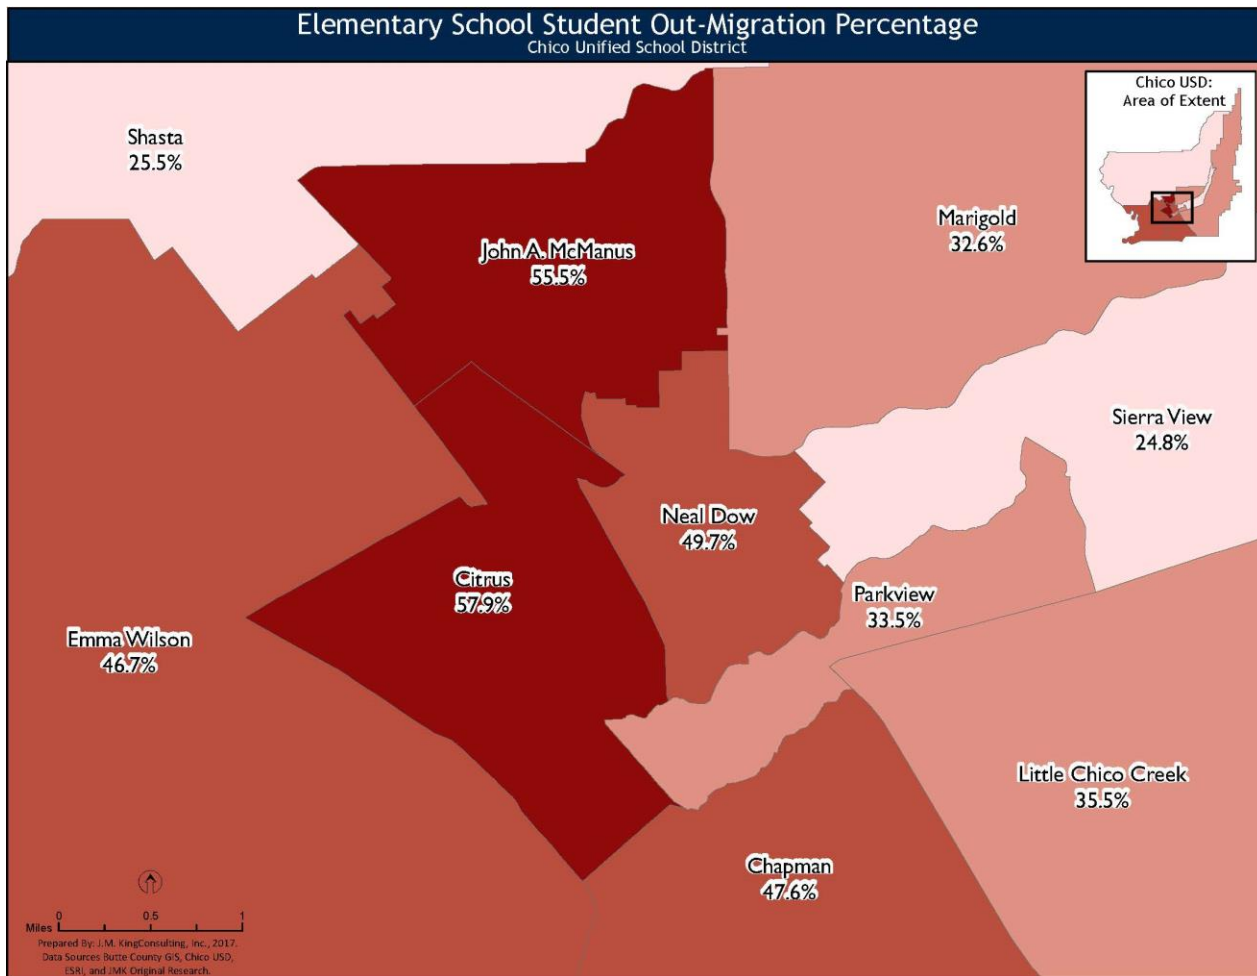 Elementary School Student Out-Migration Percentage
Chico Unified School District
Chico USD:
Area of Extent
Shasta
25.5%
John A. McManus
55.5%
Marigold
32.6%
Sierra View
24.8%
Neal Dow
49.7%
Citrus
57.9%
Parkview
33.5%
Emma Wilson
46.7%
Little Chico Creek
35.5%
Chapman
47.6%
0 0.5 1
Miles
Prepared By: J.M. KingConsulting, Inc., 2017.
Data Sources Butte County GIS, Chico USD,
ESRI, and JMK Original Research.